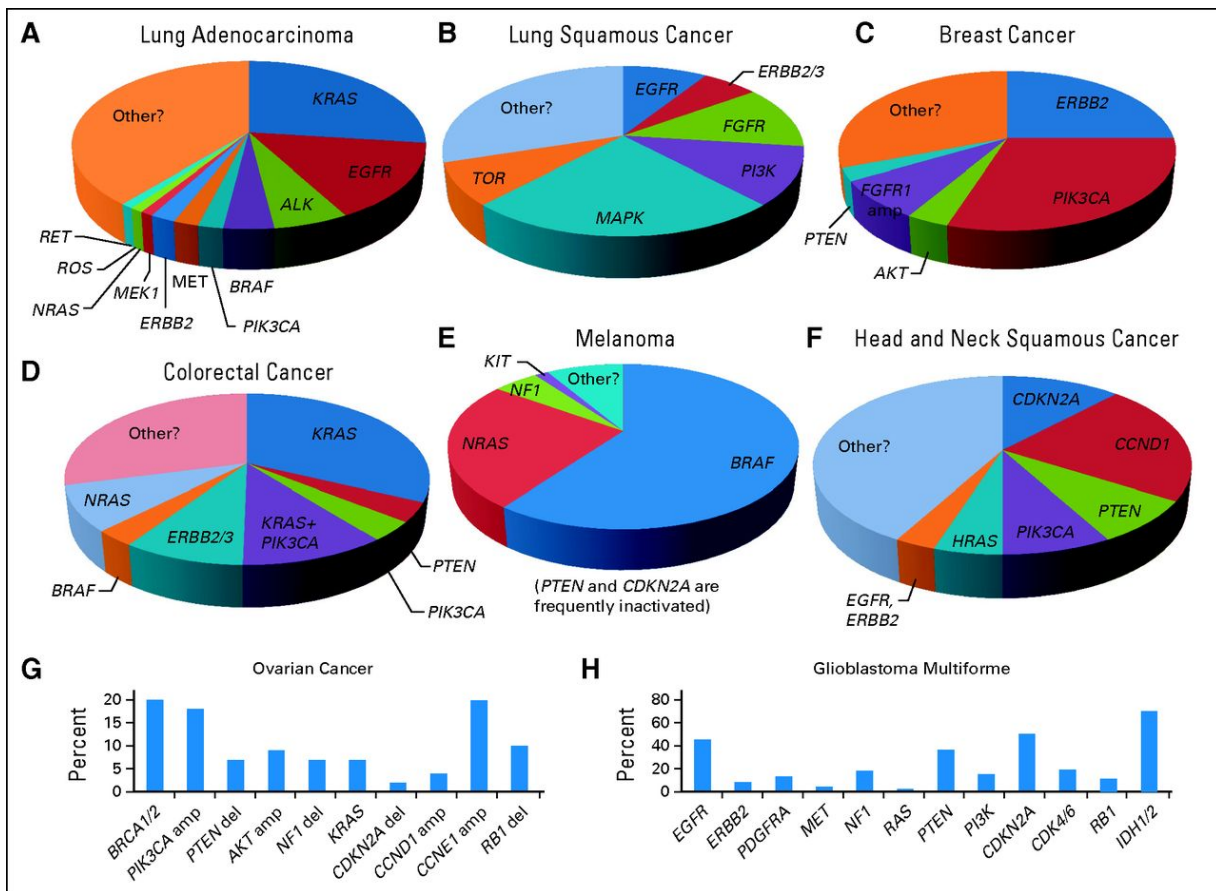 A
Lung Adenocarcinoma
Other?
KRAS
EGFR
ALK
BRAF
PIK3CA
MET
ERBB2
MEK1
NRAS
ROS
RET
B
Lung Squamous Cancer
Other?
EGFR
ERBB2/3
FGFR
PI3K
MAPK
TOR
C
Breast Cancer
Other?
ERBB2
PIK3CA
AKT
FGFR1
amp
PTEN
D
Colorectal Cancer
Other?
KRAS
PTEN
PIK3CA
KRAS+
PIK3CA
ERBB2/3
BRAF
NRAS
E
Melanoma
KIT
Other?
NF1
NRAS
BRAF
(PTEN and CDKN2A are
frequently inactivated)
F
Head and Neck Squamous Cancer
Other?
CDKN2A
CCND1
PTEN
PIK3CA
HRAS
EGFR,
ERBB2
G
Ovarian Cancer
Percent
20
15
10
5
0
BRCA1/2
PIK3CA amp
PTEN del
AKT amp
NF1 del
KRAS
CDKN2A del
CCND1 amp
CCNE1 amp
RB1 del
H
Glioblastoma Multiforme
Percent
80
60
40
20
0
EGFR
ERBB2
PDGFRA
MET
NF1
RAS
PTEN
PI3K
CDKN2A
CDK4/6
RB1
IDH1/2